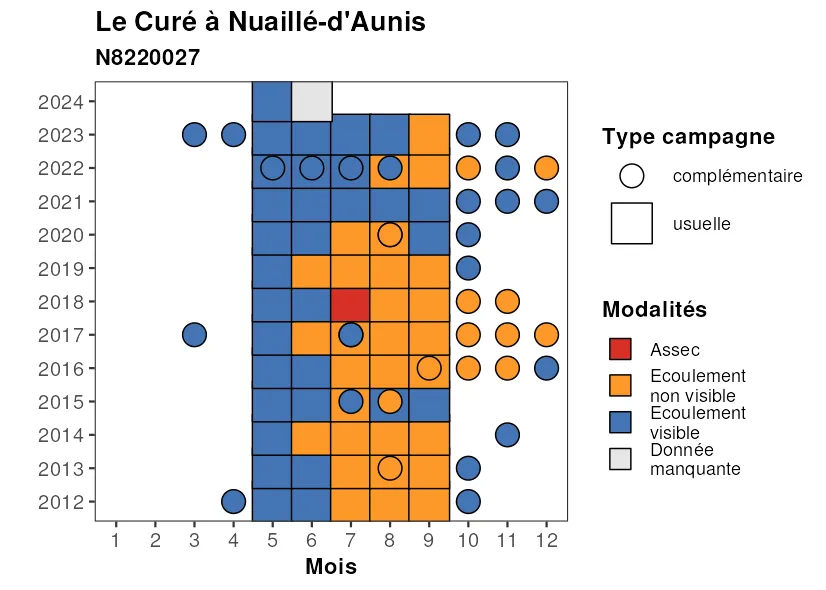 Le Curé à Nuaillé-d'Aunis
N8220027
2024
2023
2022
2021
2020
2019
2018
2017
2016
2015
2014
2013
2012
1 2 3 4 5 6 7 8 9 10 11 12
Mois
Type campagne
complémentaire
usuelle
Modalités
Assec
Ecoulement
non visible
Ecoulement
visible
Donnée
manquante